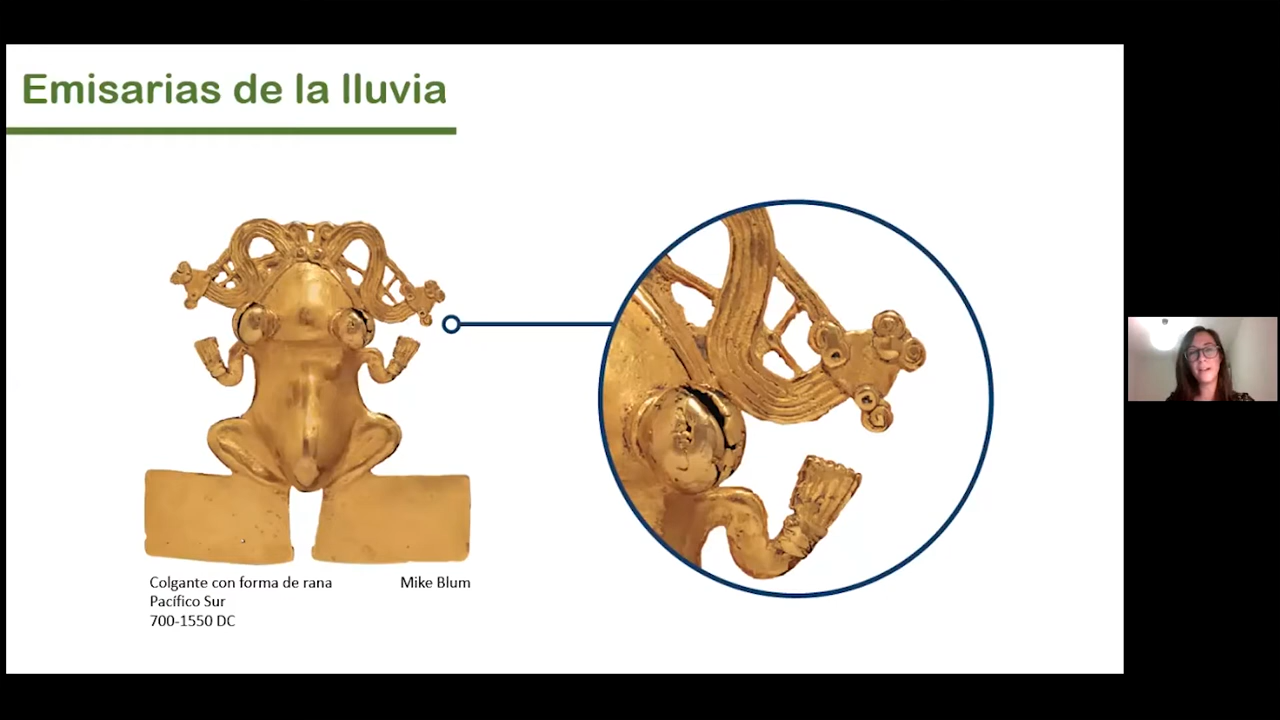 Emisarias de la lluvia
Colgante con forma de rana
Mike Blum
Pacífico Sur
700-1550 DC